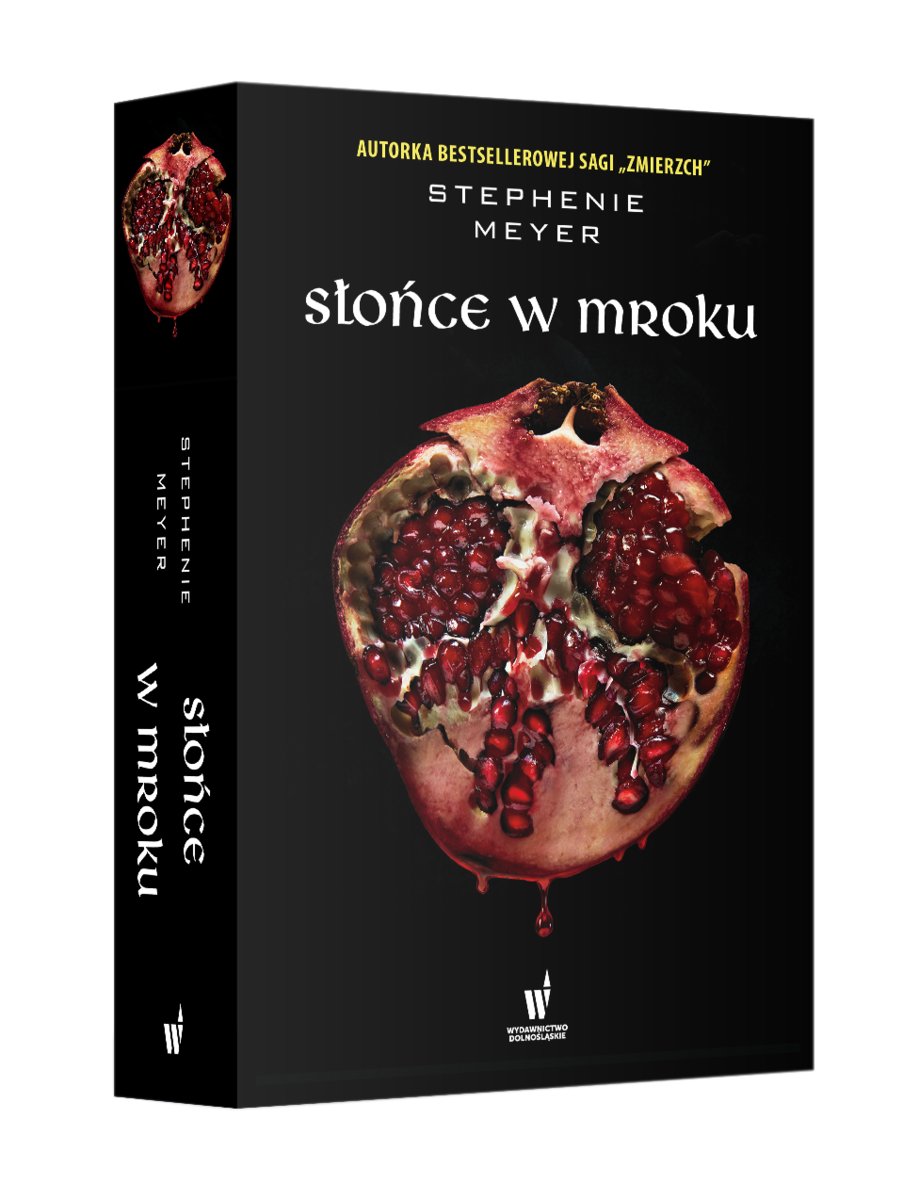 AUTORKA BESTSELLEROWEJ SAGI „ZMIERZCH”
STEPHENIE
MEYER
słońce w mroku
WYDAWNICTWO
DOLNOŚLĄSKIE
STEPHENIE
MEYER
słońce
w mroku